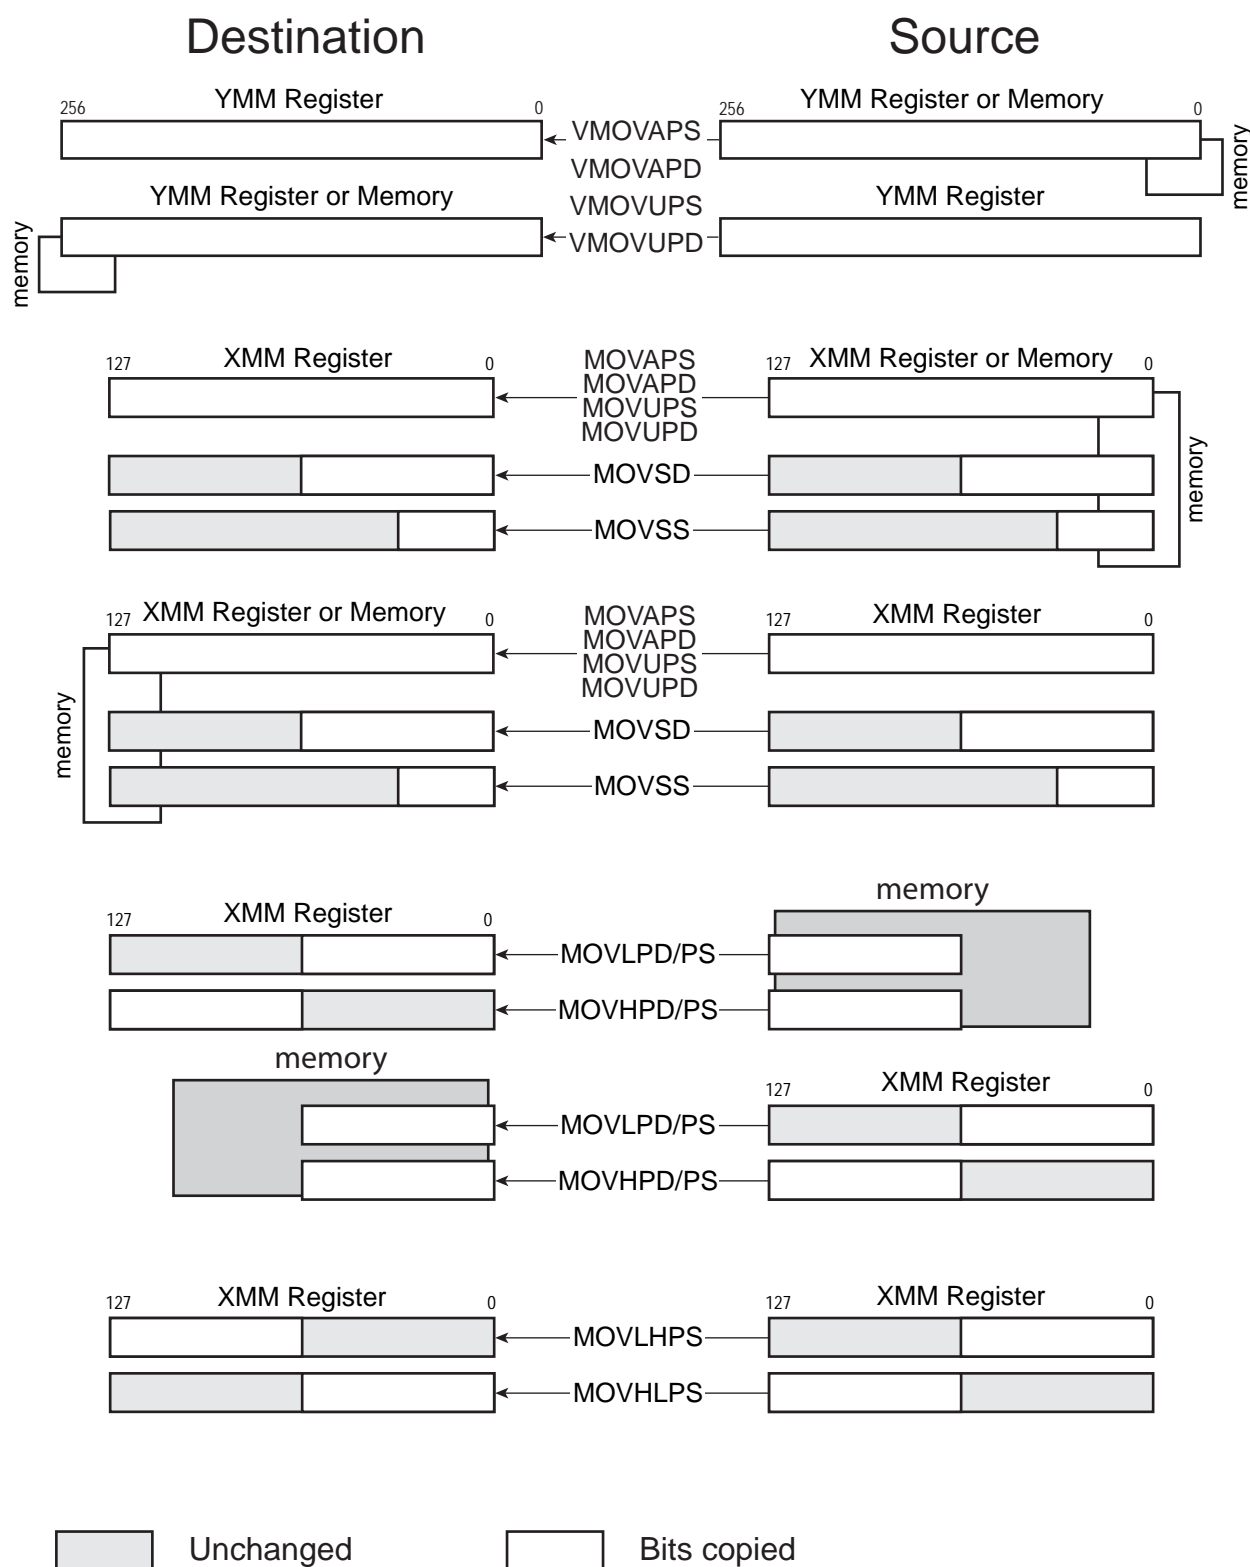 Destination
Source
YMM Register
YMM Register or Memory
256
0
256
0
VMOVAPS
memory
VMOVAPD
YMM Register or Memory
VMOVUPS
YMM Register
memory
VMOVUPD
127
XMM Register
0
MOVAPS
127
XMM Register or Memory
0
MOVAPD
MOVUPS
MOVUPD
memory
MOVSD
MOVSS
127
XMM Register or Memory
0
MOVAPS
127
XMM Register
0
MOVAPD
MOVUPS
MOVUPD
memory
MOVSD
MOVSS
memory
127
XMM Register
0
MOVLPD/PS
MOVHPD/PS
memory
127
XMM Register
0
MOVLPD/PS
MOVHPD/PS
127
XMM Register
0
127
XMM Register
0
MOVLHPS
MOVHLPS
Unchanged
Bits copied